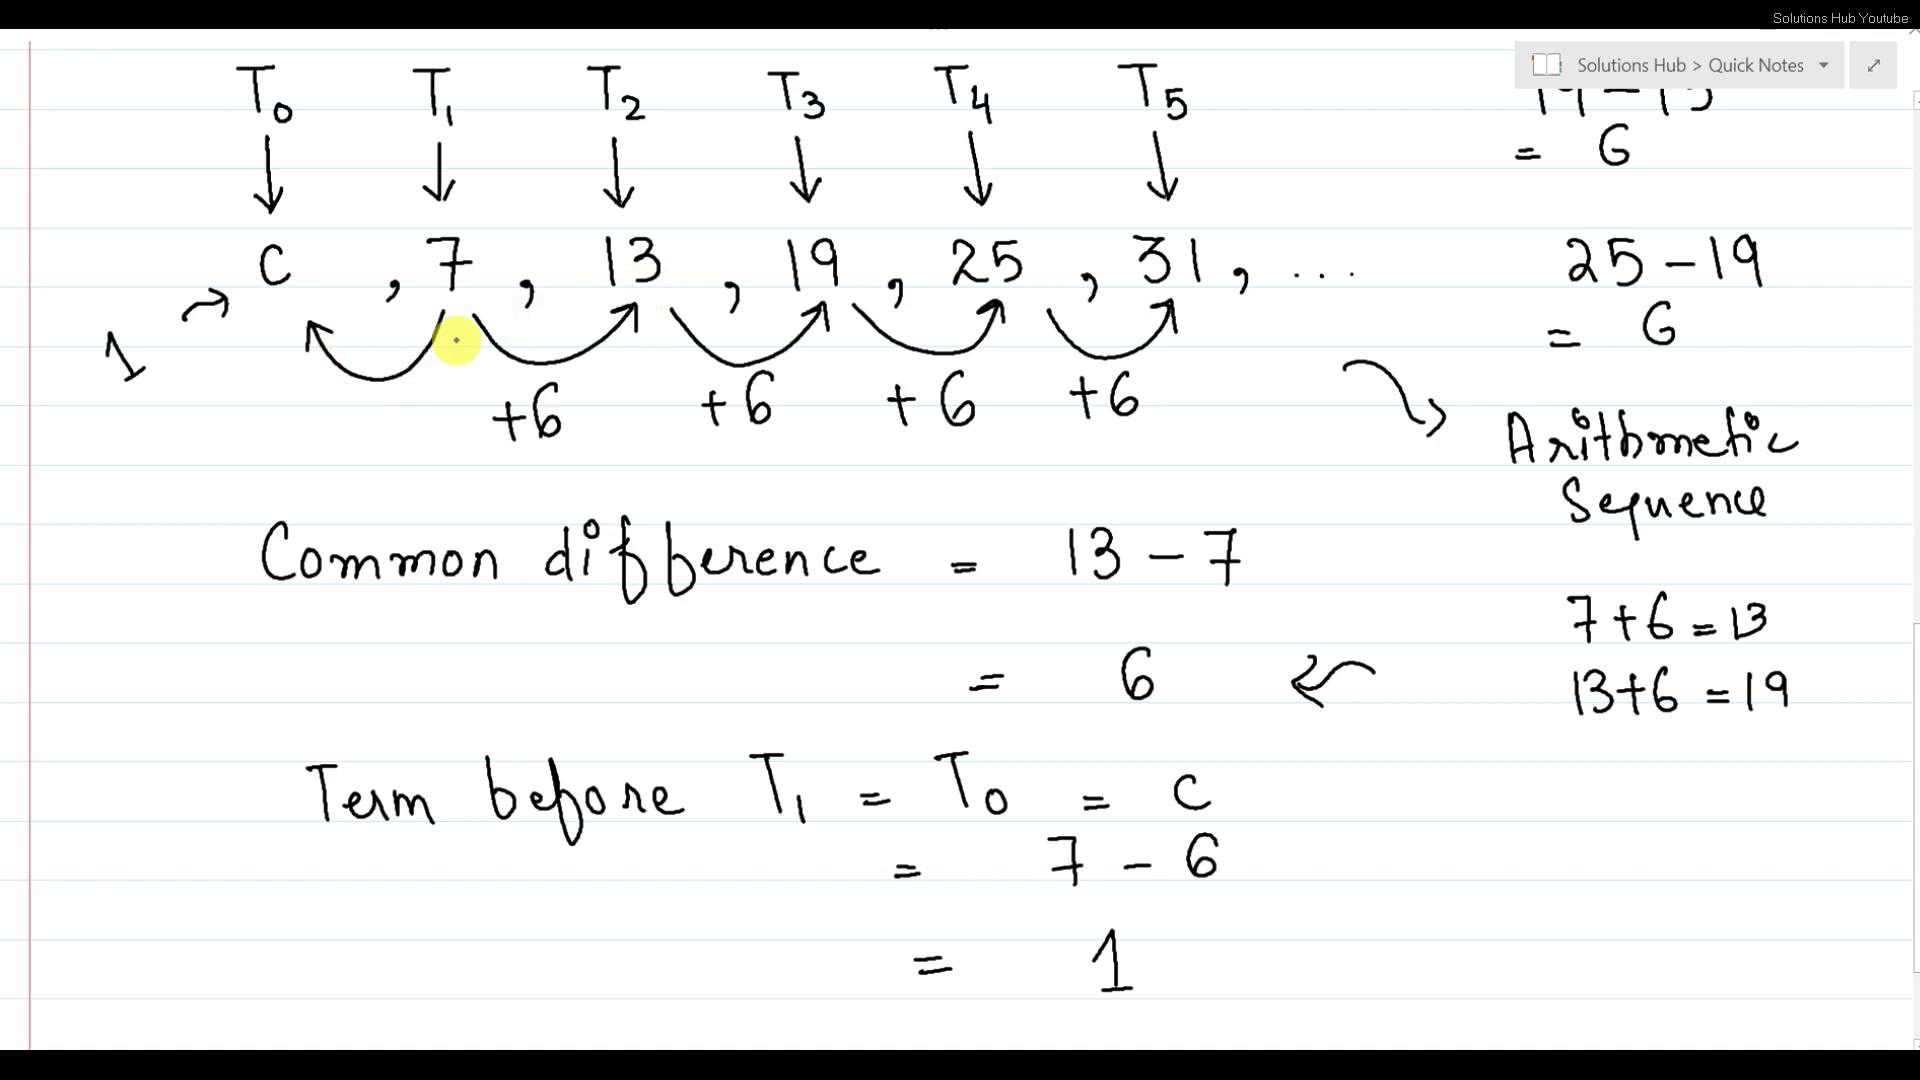 Solutions Hub Youtube
Solutions Hub > Quick Notes
T₀ T₁ T₂ T₃ T₄ T₅
= 6
C , 7 , 13 , 19 , 25 , 31 , ...
25 - 19
= 6
1
+6 +6 +6 +6
Arithmetic
Sequence
Common difference = 13 - 7
7+6=13
= 6
13+6=19
Term before T₁ = T₀ = C
= 7 - 6
= 1